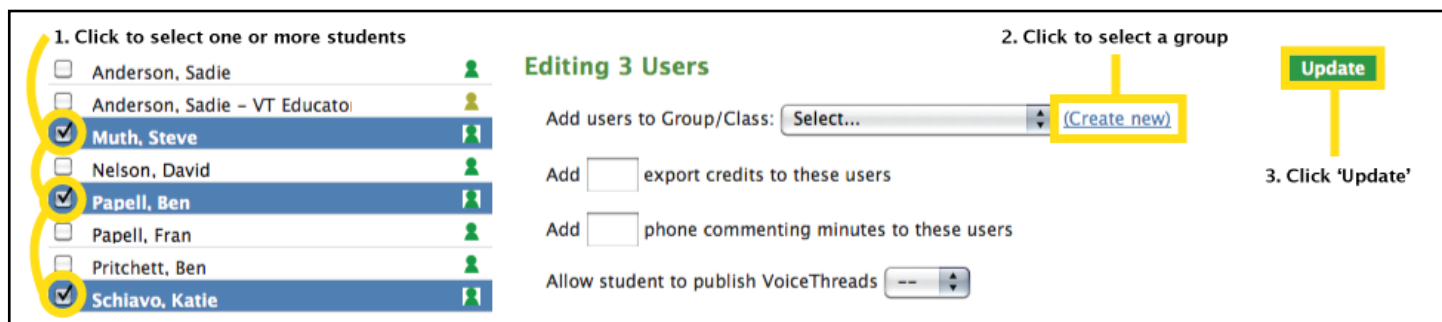 1. Click to select one or more students
Anderson, Sadie
Anderson, Sadie – VT Educator
Muth, Steve
Nelson, David
Papell, Ben
Papell, Fran
Pritchett, Ben
Schiavo, Katie
2. Click to select a group
Editing 3 Users
Add users to Group/Class: Select... (Create new)
Add export credits to these users
Add phone commenting minutes to these users
Allow student to publish VoiceThreads --
Update
3. Click ‘Update’